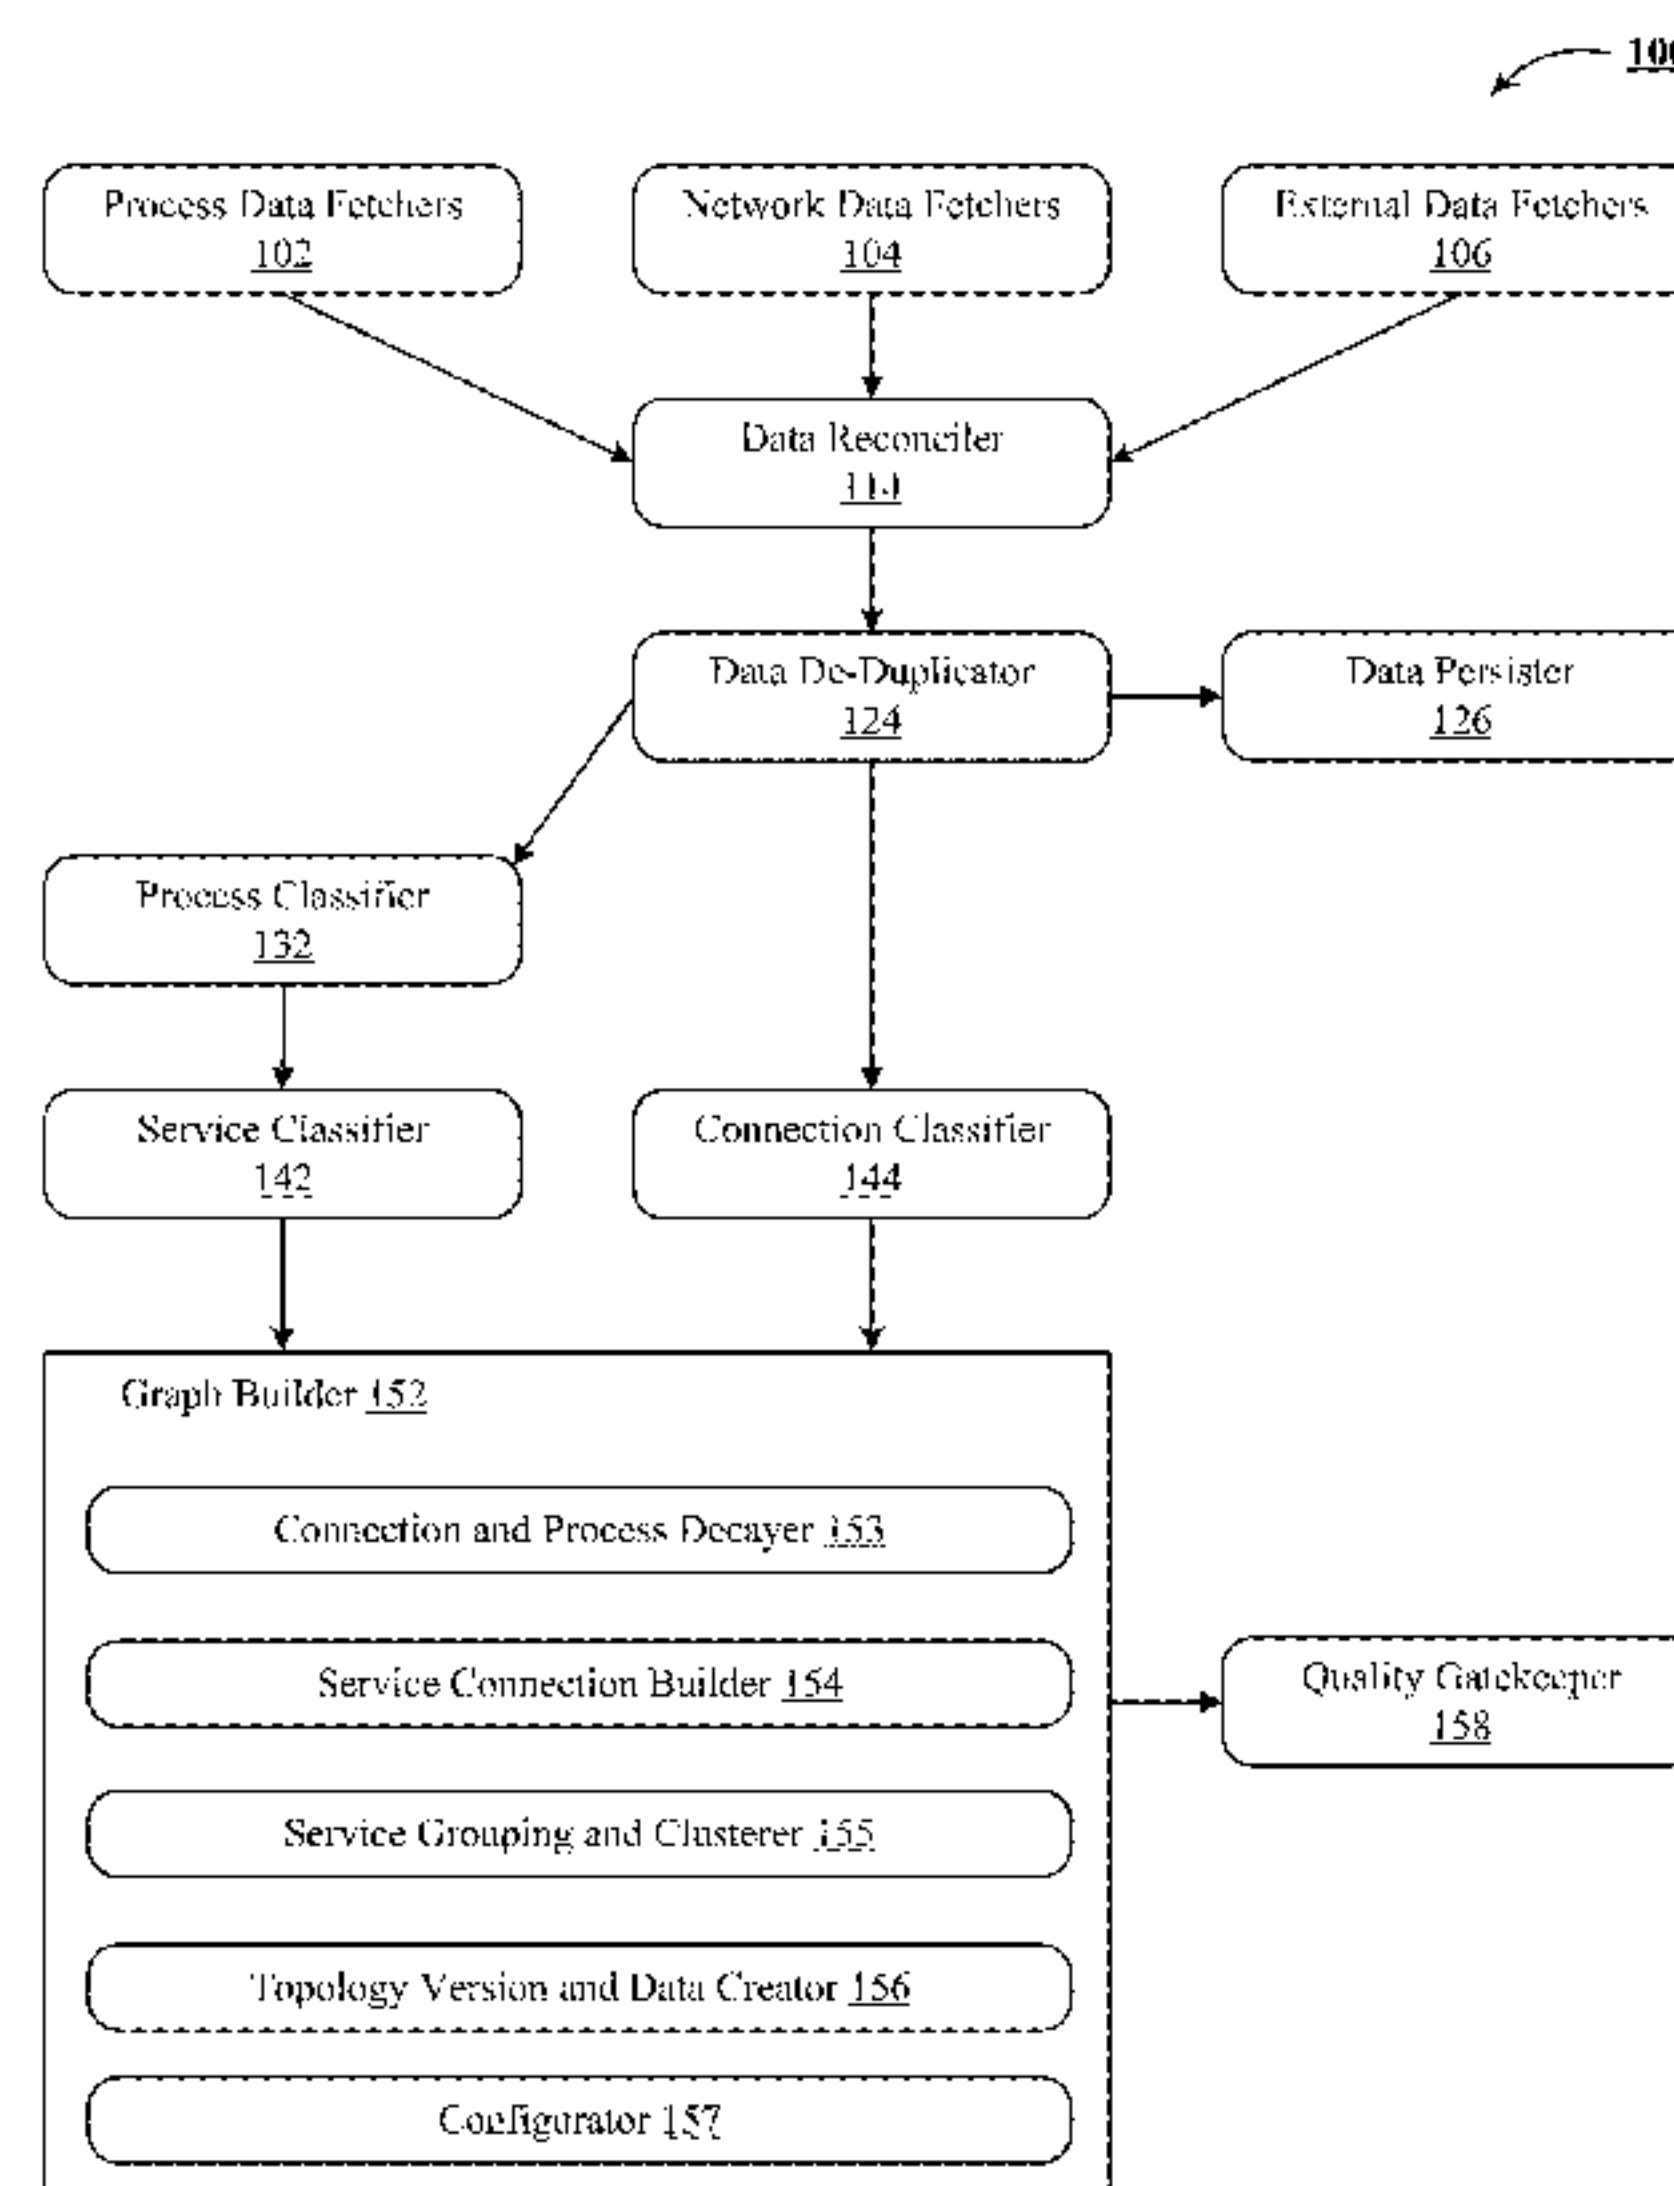 Process Data Fetchers
102
Network Data Fetchers
104
External Data Fetchers
106
Data Reconciler
Data De-Duplicator
124
Data Persister
126
Process Classifier
132
Service Classifier
142
Connection Classifier
144
Graph Builder 152
Connection and Process Decayer 153
Service Connection Builder 154
Service Grouping and Clusterer 155
Topology Version and Data Creator 156
Configurator 157
Quality Gatekeeper
158